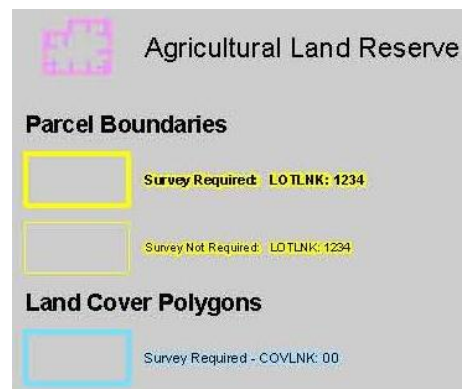 Agricultural Land Reserve
Parcel Boundaries
Survey Required: LOTLNK: 1234
Survey Not Required: LOTLNK: 1234
Land Cover Polygons
Survey Required - COVLNK: 00